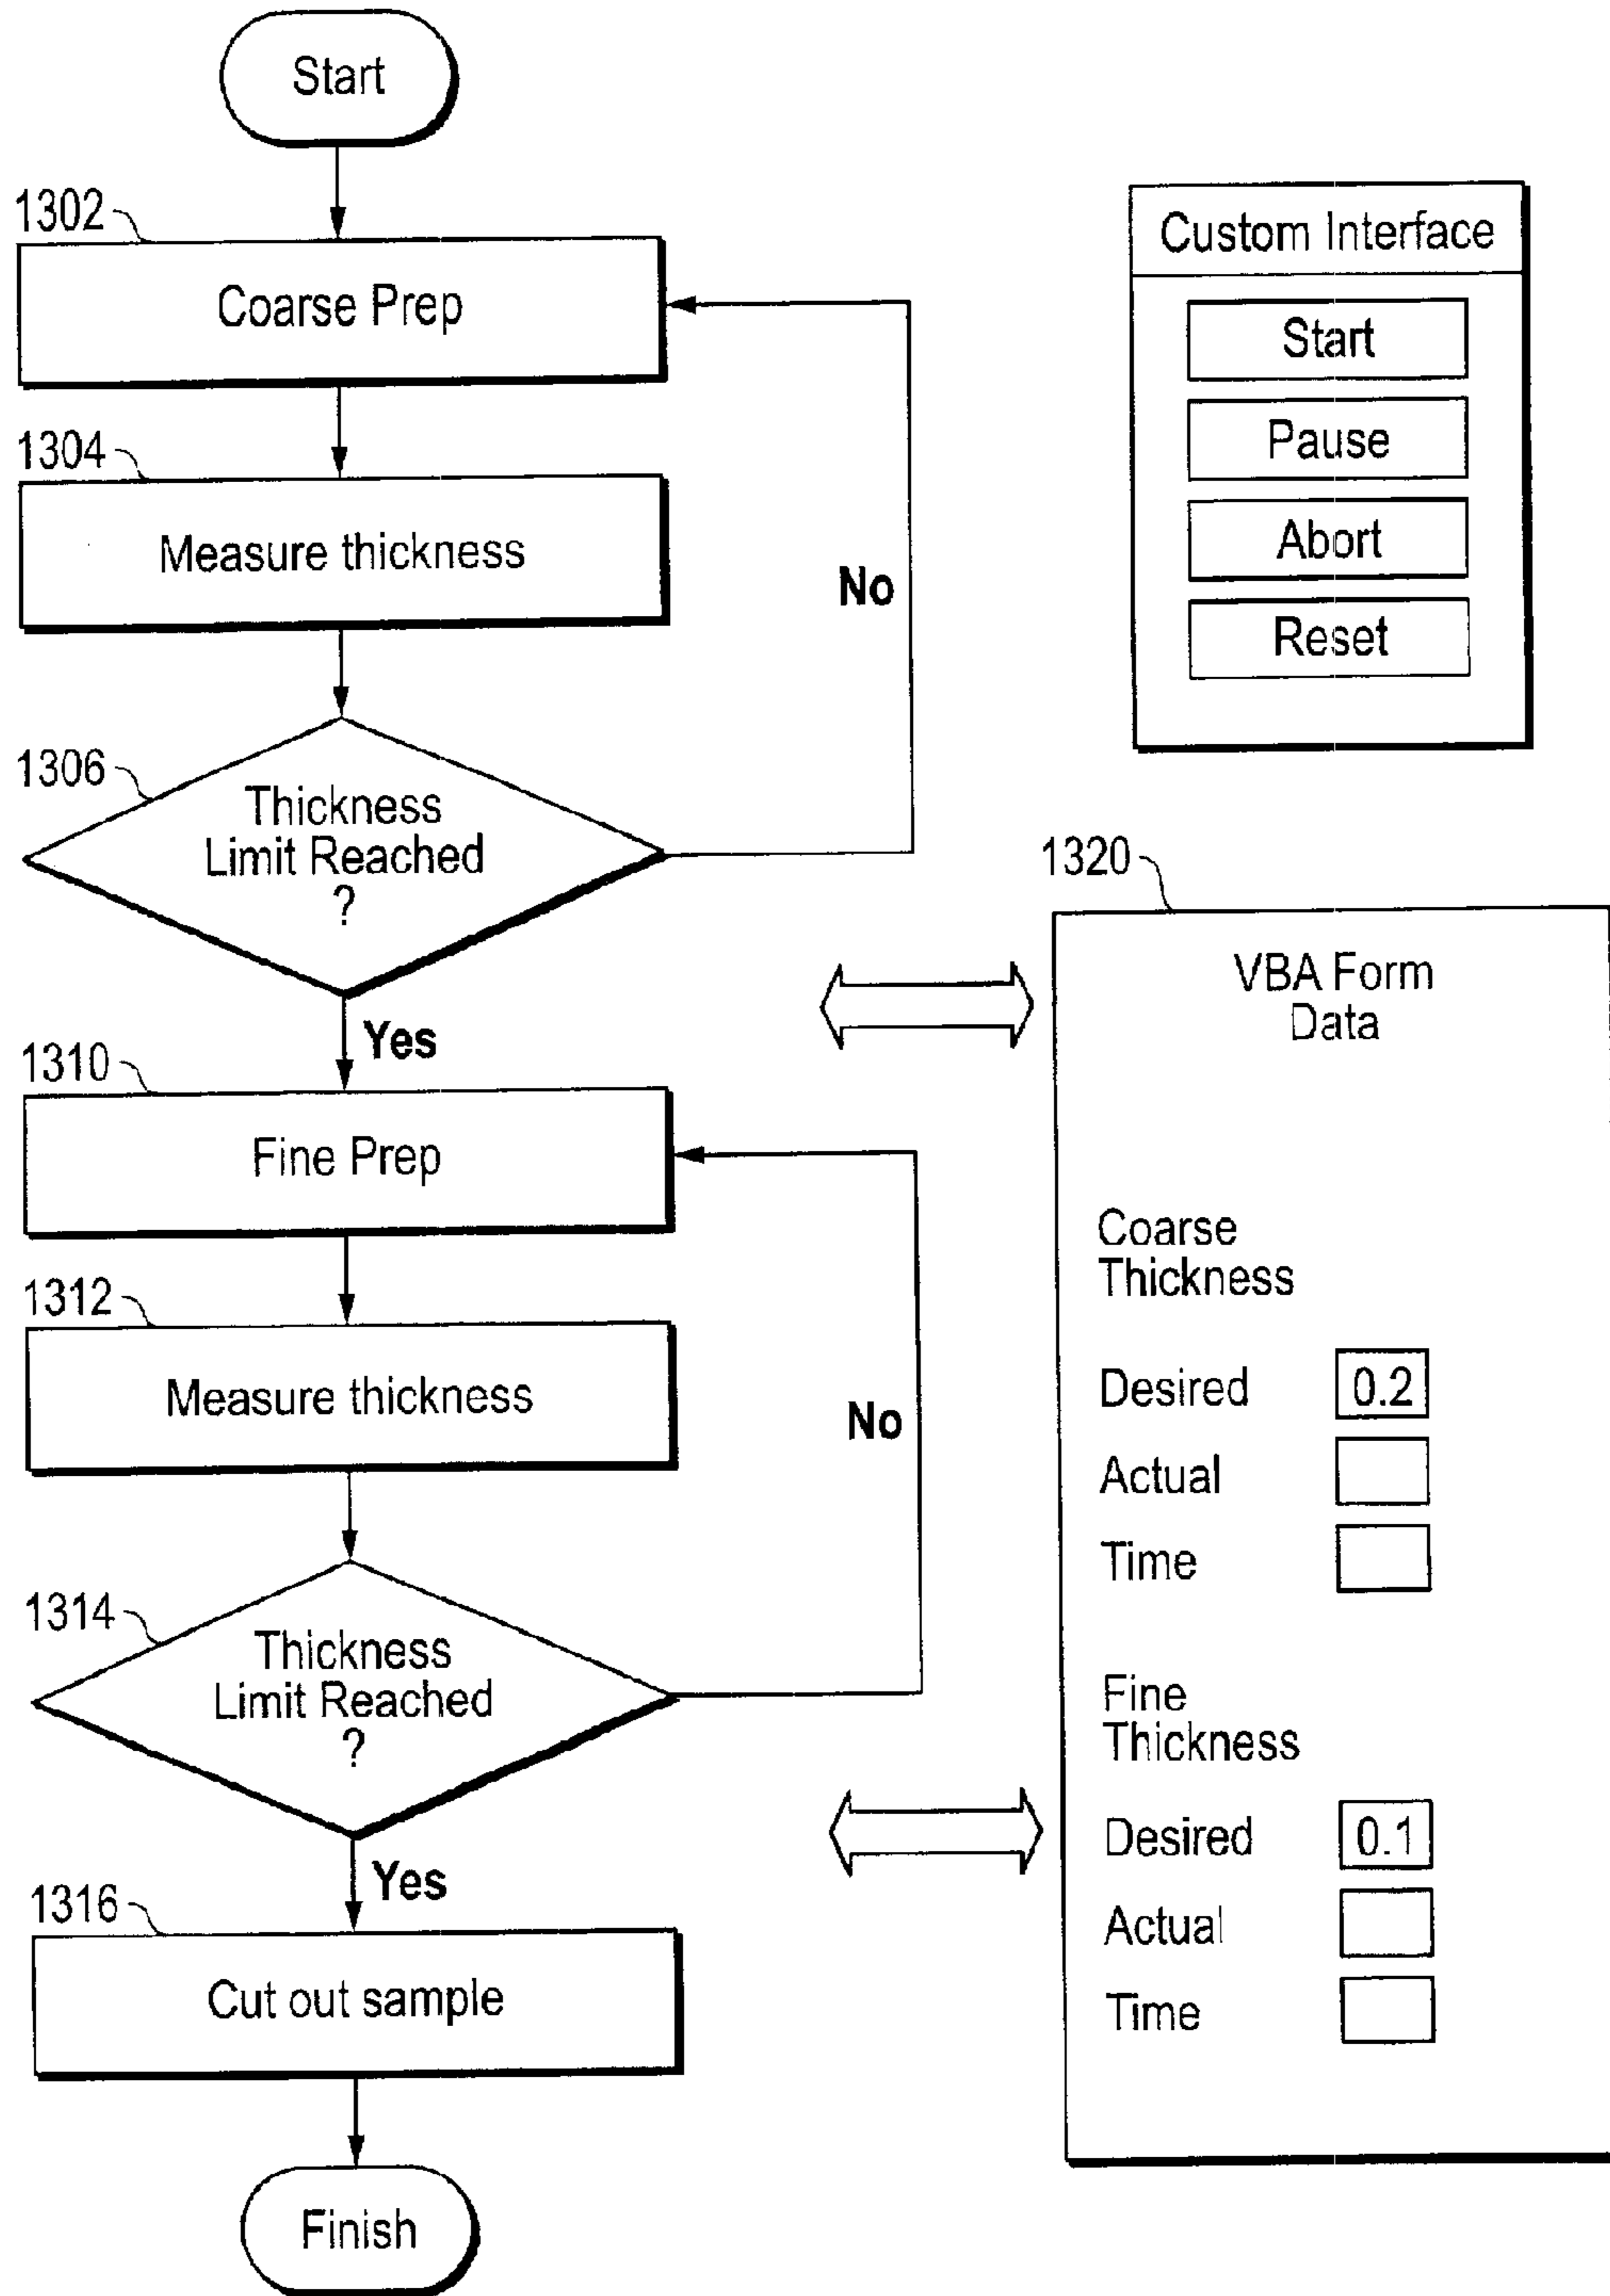 Start
1302
Coarse Prep
1304
Measure thickness
No
1306
Thickness
Limit Reached
?
Yes
1310
Fine Prep
1312
Measure thickness
No
1314
Thickness
Limit Reached
?
Yes
1316
Cut out sample
Finish
Custom Interface
Start
Pause
Abort
Reset
1320
VBA Form
Data
Coarse
Thickness
Desired 0.2
Actual
Time
Fine
Thickness
Desired 0.1
Actual
Time